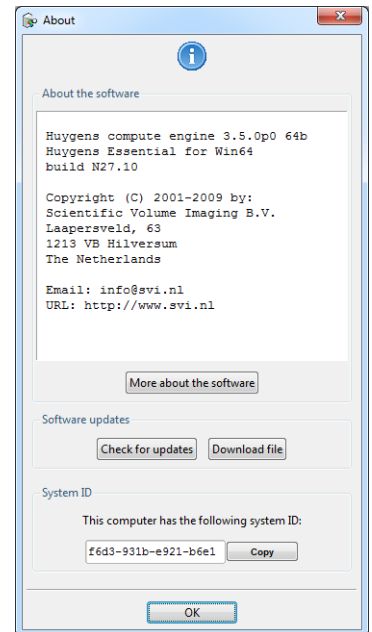 About
About the software
Huygens compute engine 3.5.0p0 64b
Huygens Essential for Win64
build N27.10
Copyright (C) 2001-2009 by:
Scientific Volume Imaging B.V.
Laapersveld, 63
1213 VB Hilversum
The Netherlands
Email: info@svi.nl
URL: http://www.svi.nl
More about the software
Software updates
Check for updates Download file
System ID
This computer has the following system ID:
f6d3-931b-e921-b6e1 Copy
OK